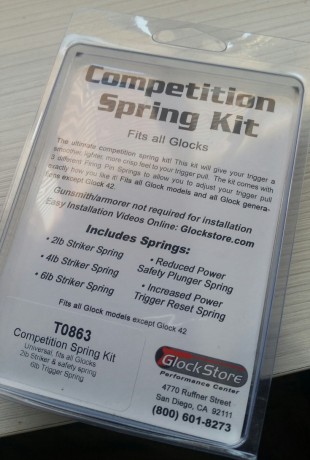 Competition
Spring Kit
Fits all Glocks
The ultimate competition spring kit! This kit will give your trigger a
smoother, lighter, more crisp feel to your trigger pull. The kit comes with
3 different Firing Pin Springs to allow you to adjust your trigger pull
exactly how you like it. Fits all Glock models and all Glock genera-
tions except Glock 42.
Gunsmith/armorer not required for installation
Easy Installation Videos Online: Glockstore.com
Includes Springs:
• 2lb Striker Spring
• 4lb Striker Spring
• 6lb Striker Spring
• Reduced Power
Safety Plunger Spring
• Increased Power
Trigger Reset Spring
Fits all Glock models except Glock 42
T0863
Competition Spring Kit
Universal, fits all Glocks
2lb Striker & safety spring
6lb Trigger Spring
GlockStore
Performance Center
4770 Ruffner Street
San Diego, CA 92111
(800) 601-8273